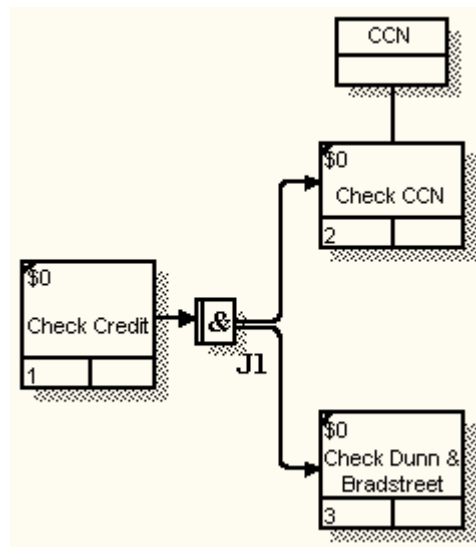 CCN
$0
Check CCN
2
$0
Check Credit
1
&
J1
$0
Check Dunn &
Bradstreet
3